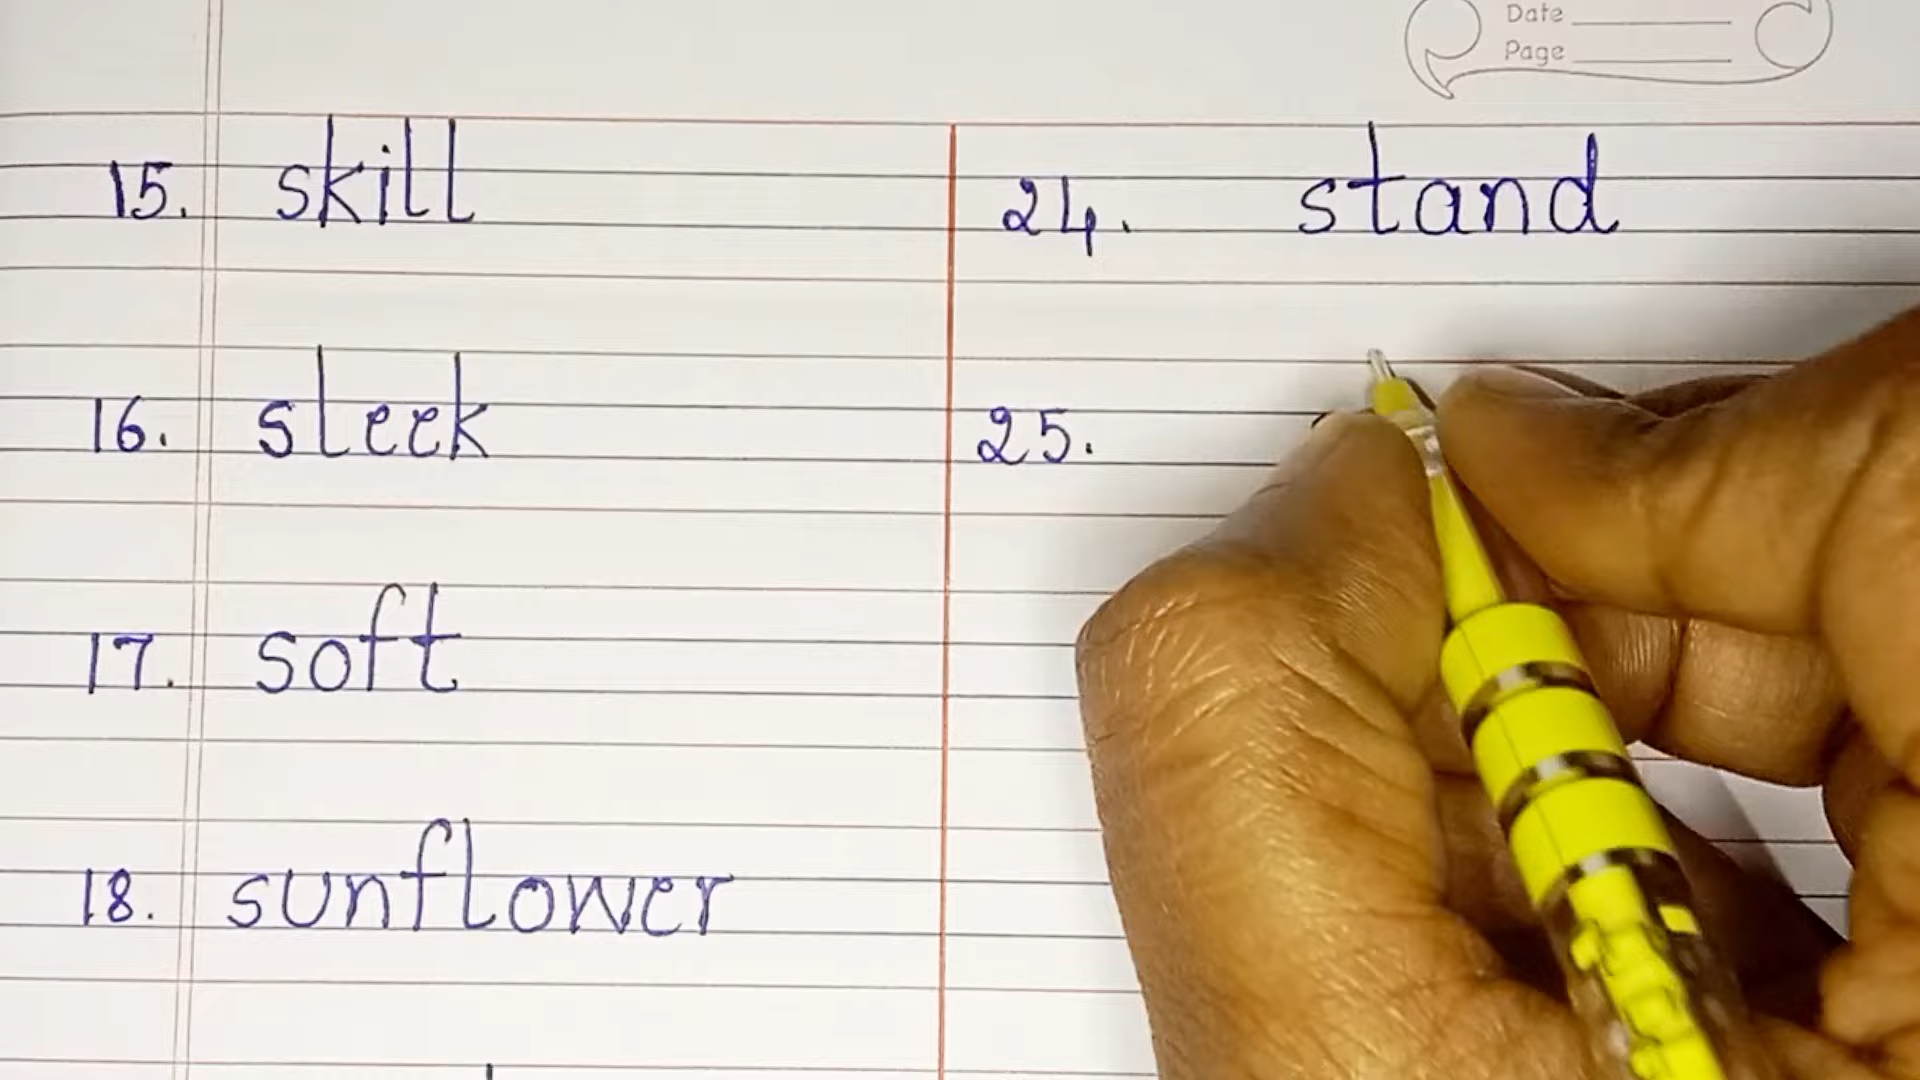 Date
Page
15. skill
16. sleek
17. soft
18. sunflower
24. stand
25.